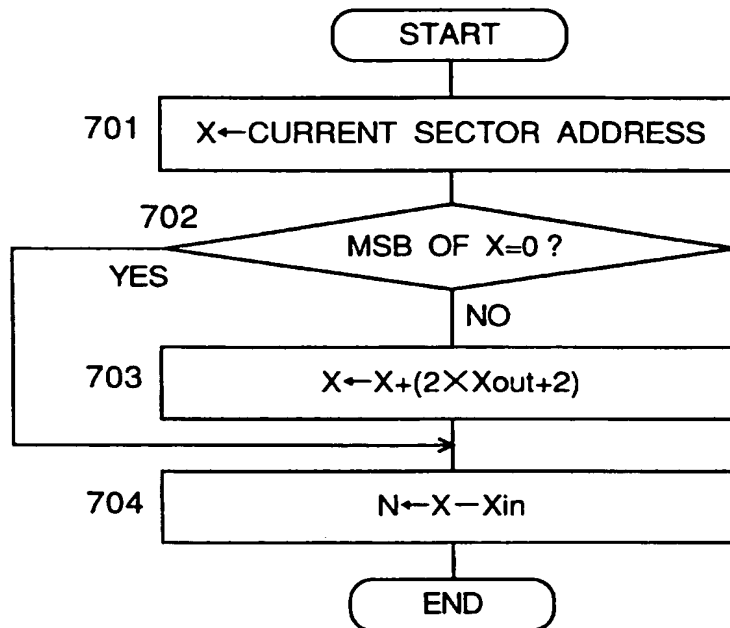 START
701
X←CURRENT SECTOR ADDRESS
702
MSB OF X=0 ?
YES
NO
703
X←X+(2×Xout+2)
704
N←X−Xin
END